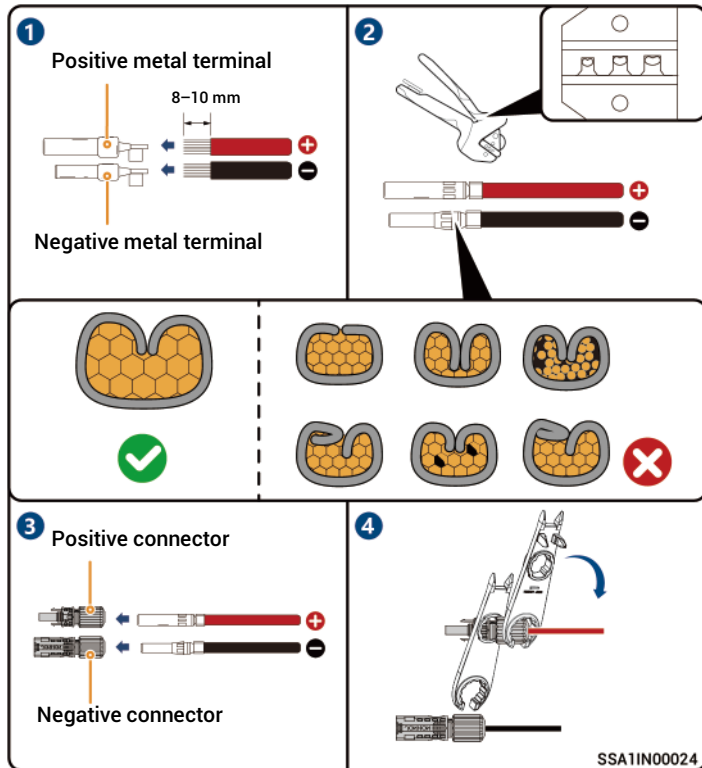 1
Positive metal terminal
8–10 mm
+
−
Negative metal terminal
2
+
−
3
Positive connector
+
−
Negative connector
4
SSA1IN00024